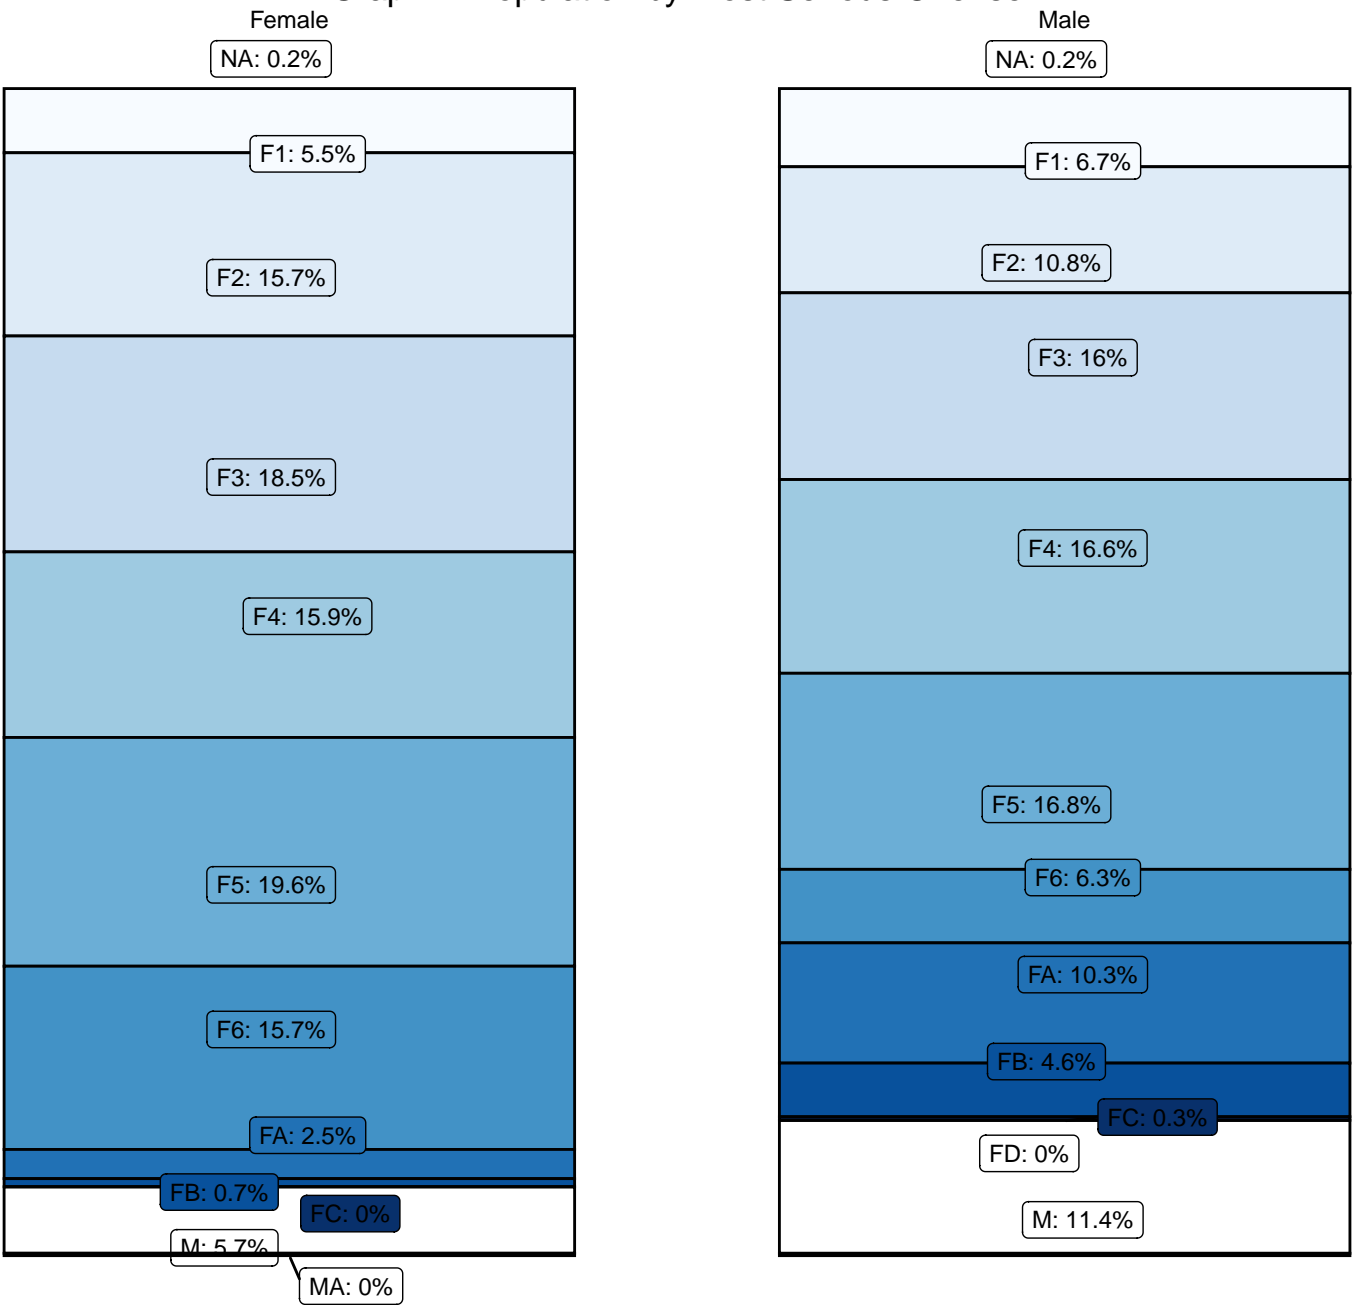 Female
NA: 0.2%
F1: 5.5%
F2: 15.7%
F3: 18.5%
F4: 15.9%
F5: 19.6%
F6: 15.7%
FA: 2.5%
FB: 0.7%
FC: 0%
M: 5.7%
MA: 0%
Male
NA: 0.2%
F1: 6.7%
F2: 10.8%
F3: 16%
F4: 16.6%
F5: 16.8%
F6: 6.3%
FA: 10.3%
FB: 4.6%
FC: 0.3%
FD: 0%
M: 11.4%